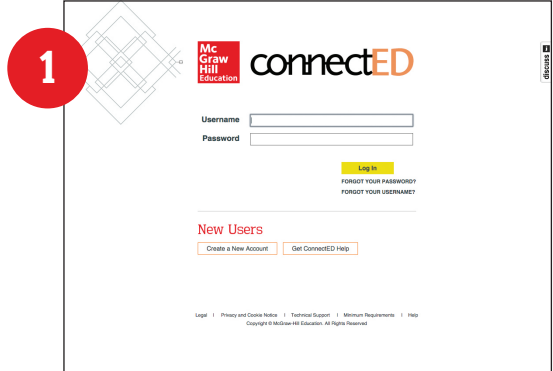 1
Mc
Graw
Hill
Education
connectED
discuss
Username
Password
Log In
FORGOT YOUR PASSWORD?
FORGOT YOUR USERNAME?
New Users
Create a New Account Get ConnectED Help
Legal | Privacy and Cookie Notice | Technical Support | Minimum Requirements | Help
Copyright © McGraw-Hill Education. All Rights Reserved